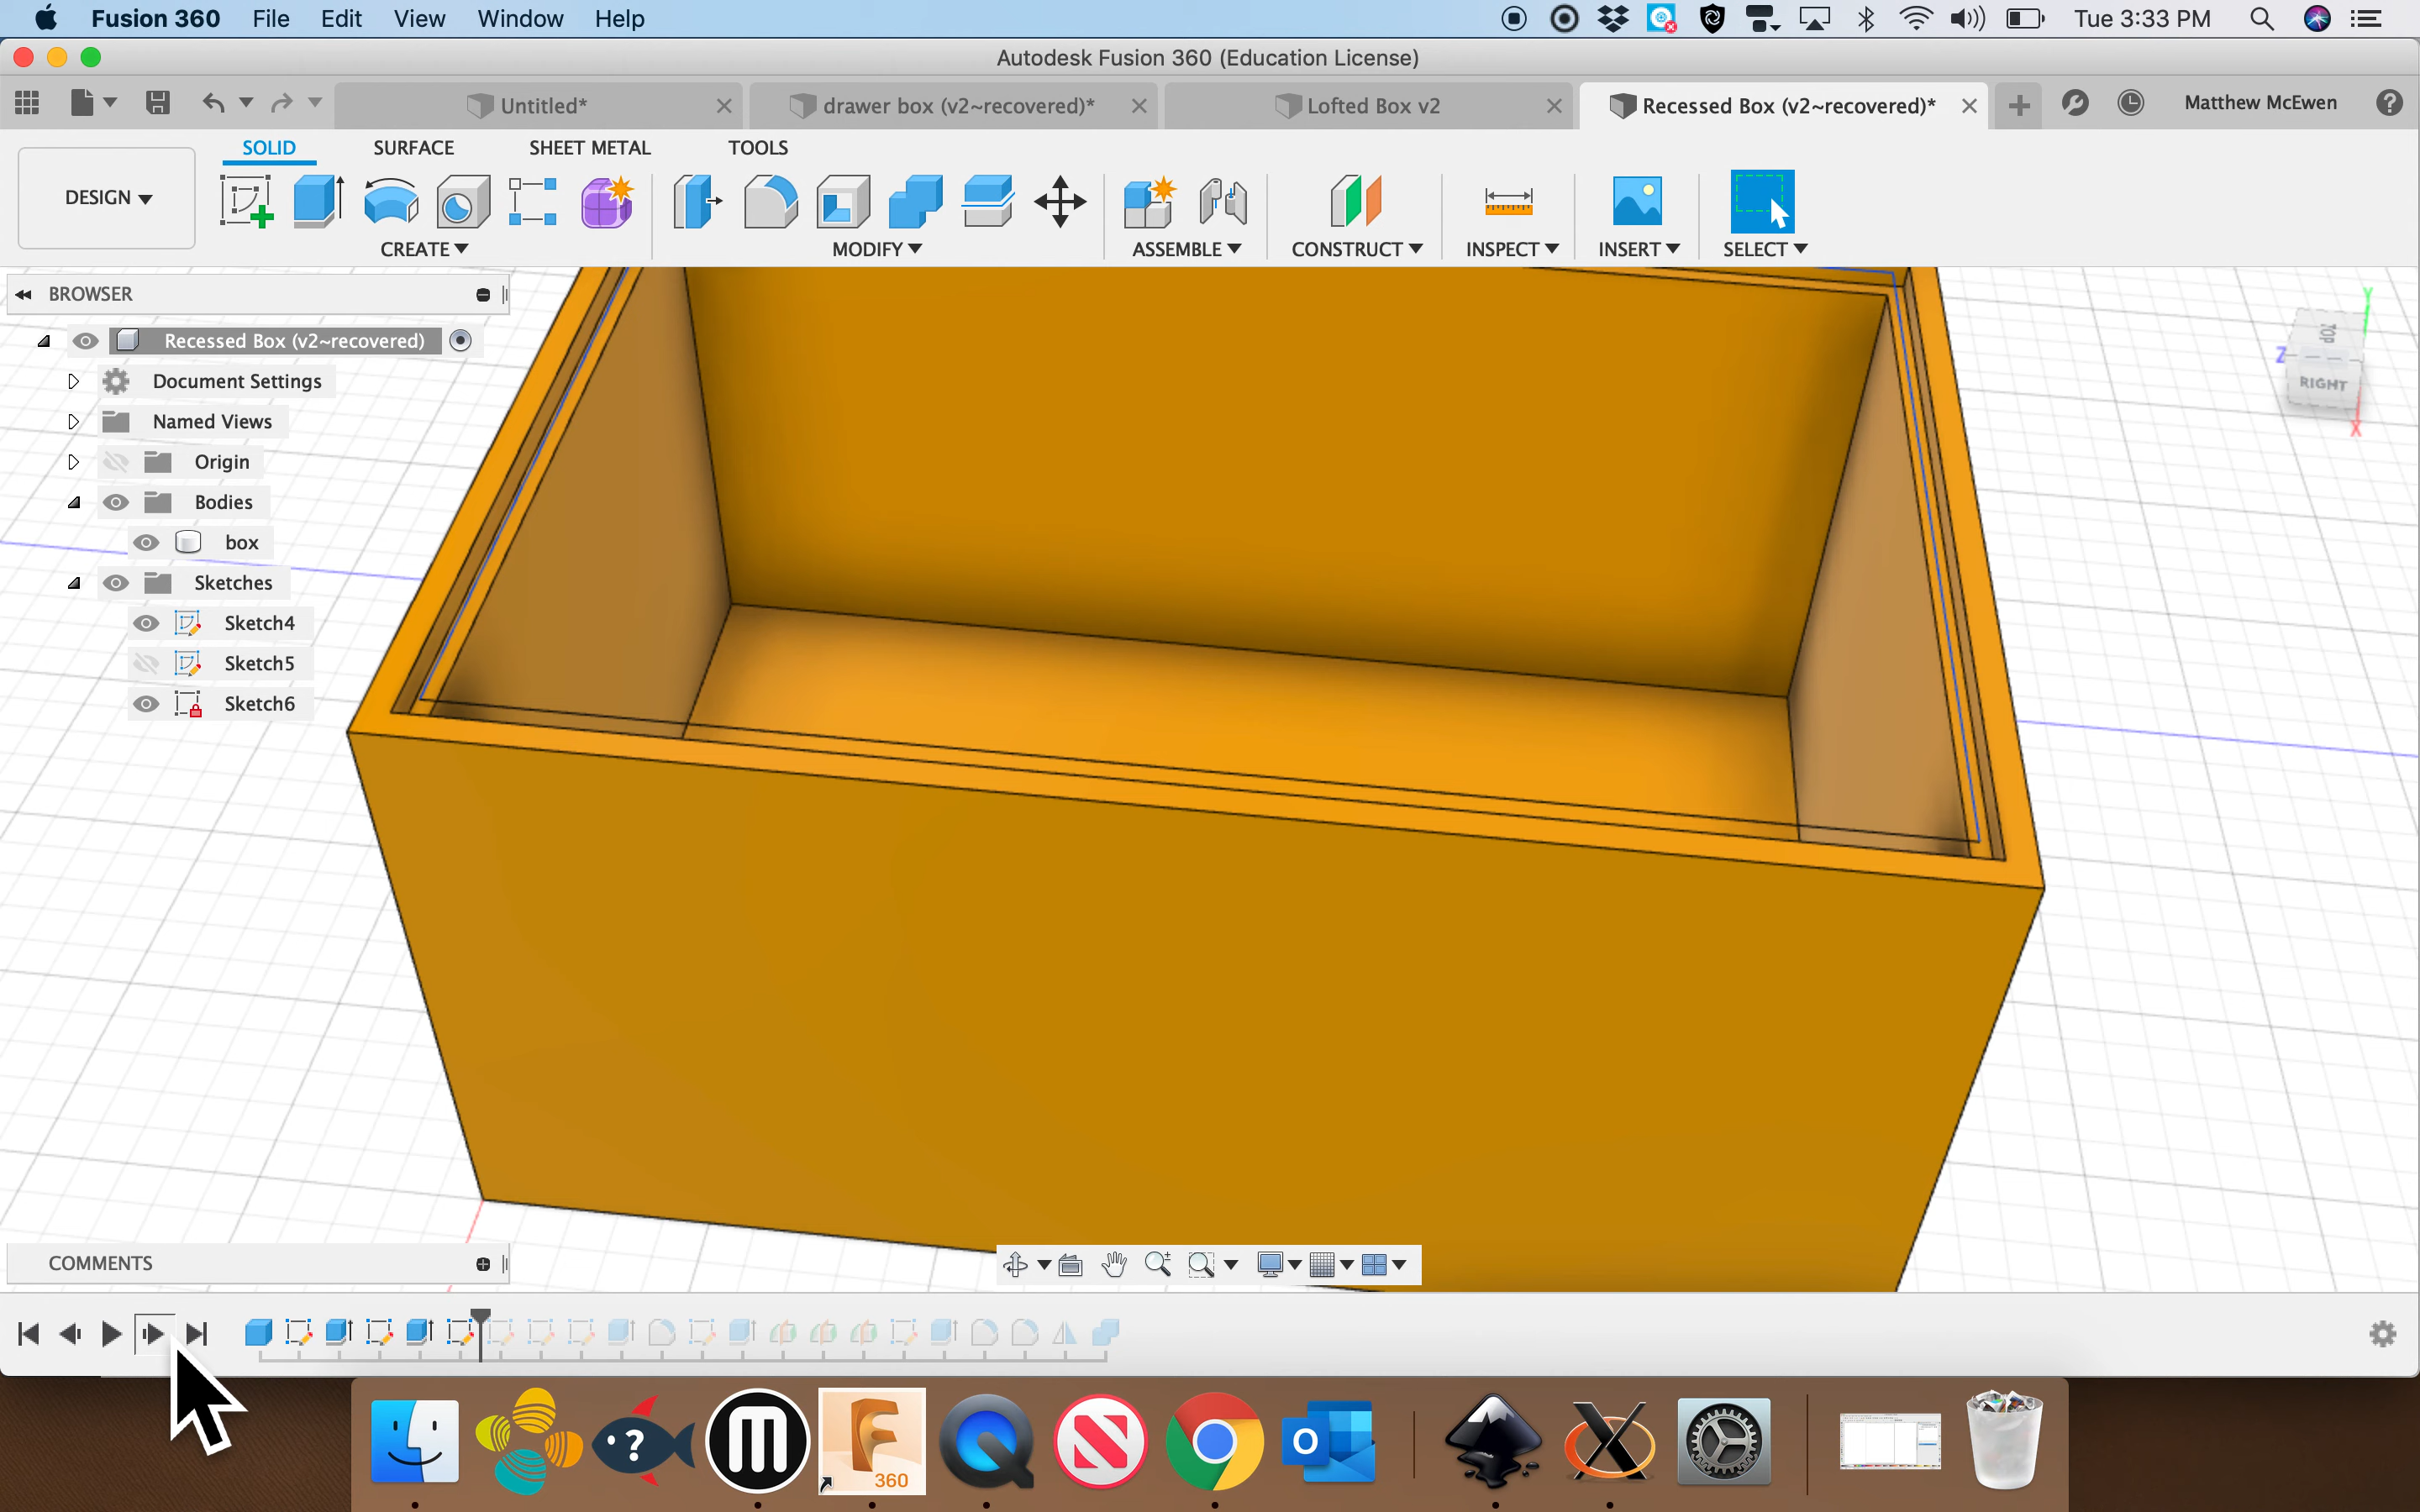 Fusion 360 File Edit View Window Help Tue 3:33 PM
Autodesk Fusion 360 (Education License)
Untitled* drawer box (v2~recovered)* Lofted Box v2 Recessed Box (v2~recovered)* Matthew McEwen
SOLID SURFACE SHEET METAL TOOLS
DESIGN
CREATE MODIFY ASSEMBLE CONSTRUCT INSPECT INSERT SELECT
BROWSER
Recessed Box (v2~recovered)
Document Settings
Named Views
Origin
Bodies
box
Sketches
Sketch4
Sketch5
Sketch6
TOP
RIGHT
Y
Z
X
COMMENTS
360